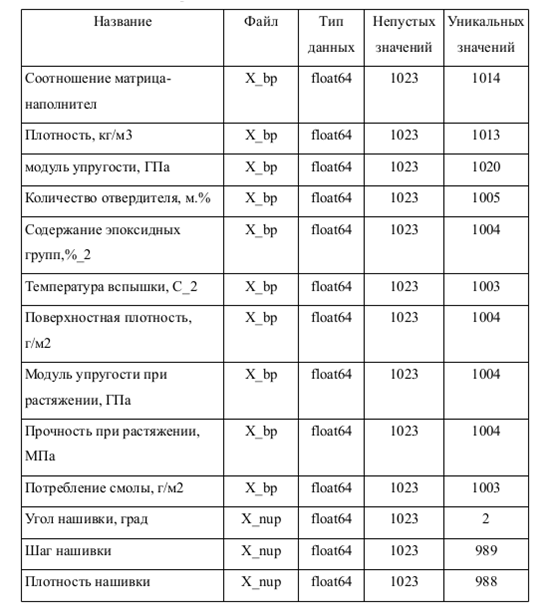 Название Файл Тип Непустых Уникальных
данных значений значений
Соотношение матрица- X_bp float64 1023 1014
наполнител
Плотность, кг/м3 X_bp float64 1023 1013
модуль упругости, ГПа X_bp float64 1023 1020
Количество отвердителя, м.% X_bp float64 1023 1005
Содержание эпоксидных X_bp float64 1023 1004
групп,%_2
Температура вспышки, С_2 X_bp float64 1023 1003
Поверхностная плотность, X_bp float64 1023 1004
г/м2
Модуль упругости при X_bp float64 1023 1004
растяжении, ГПа
Прочность при растяжении, X_bp float64 1023 1004
МПа
Потребление смолы, г/м2 X_bp float64 1023 1003
Угол нашивки, град X_nup float64 1023 2
Шаг нашивки X_nup float64 1023 989
Плотность нашивки X_nup float64 1023 988